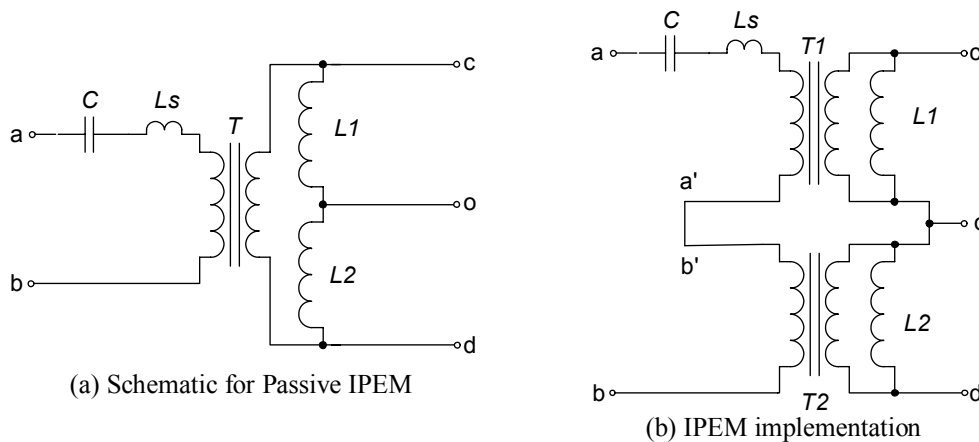 C
Ls
T
a
b
L1
L2
c
o
d
(a) Schematic for Passive IPEM
C
Ls
T1
a
L1
c
a'
b'
L2
b
T2
d
(b) IPEM implementation